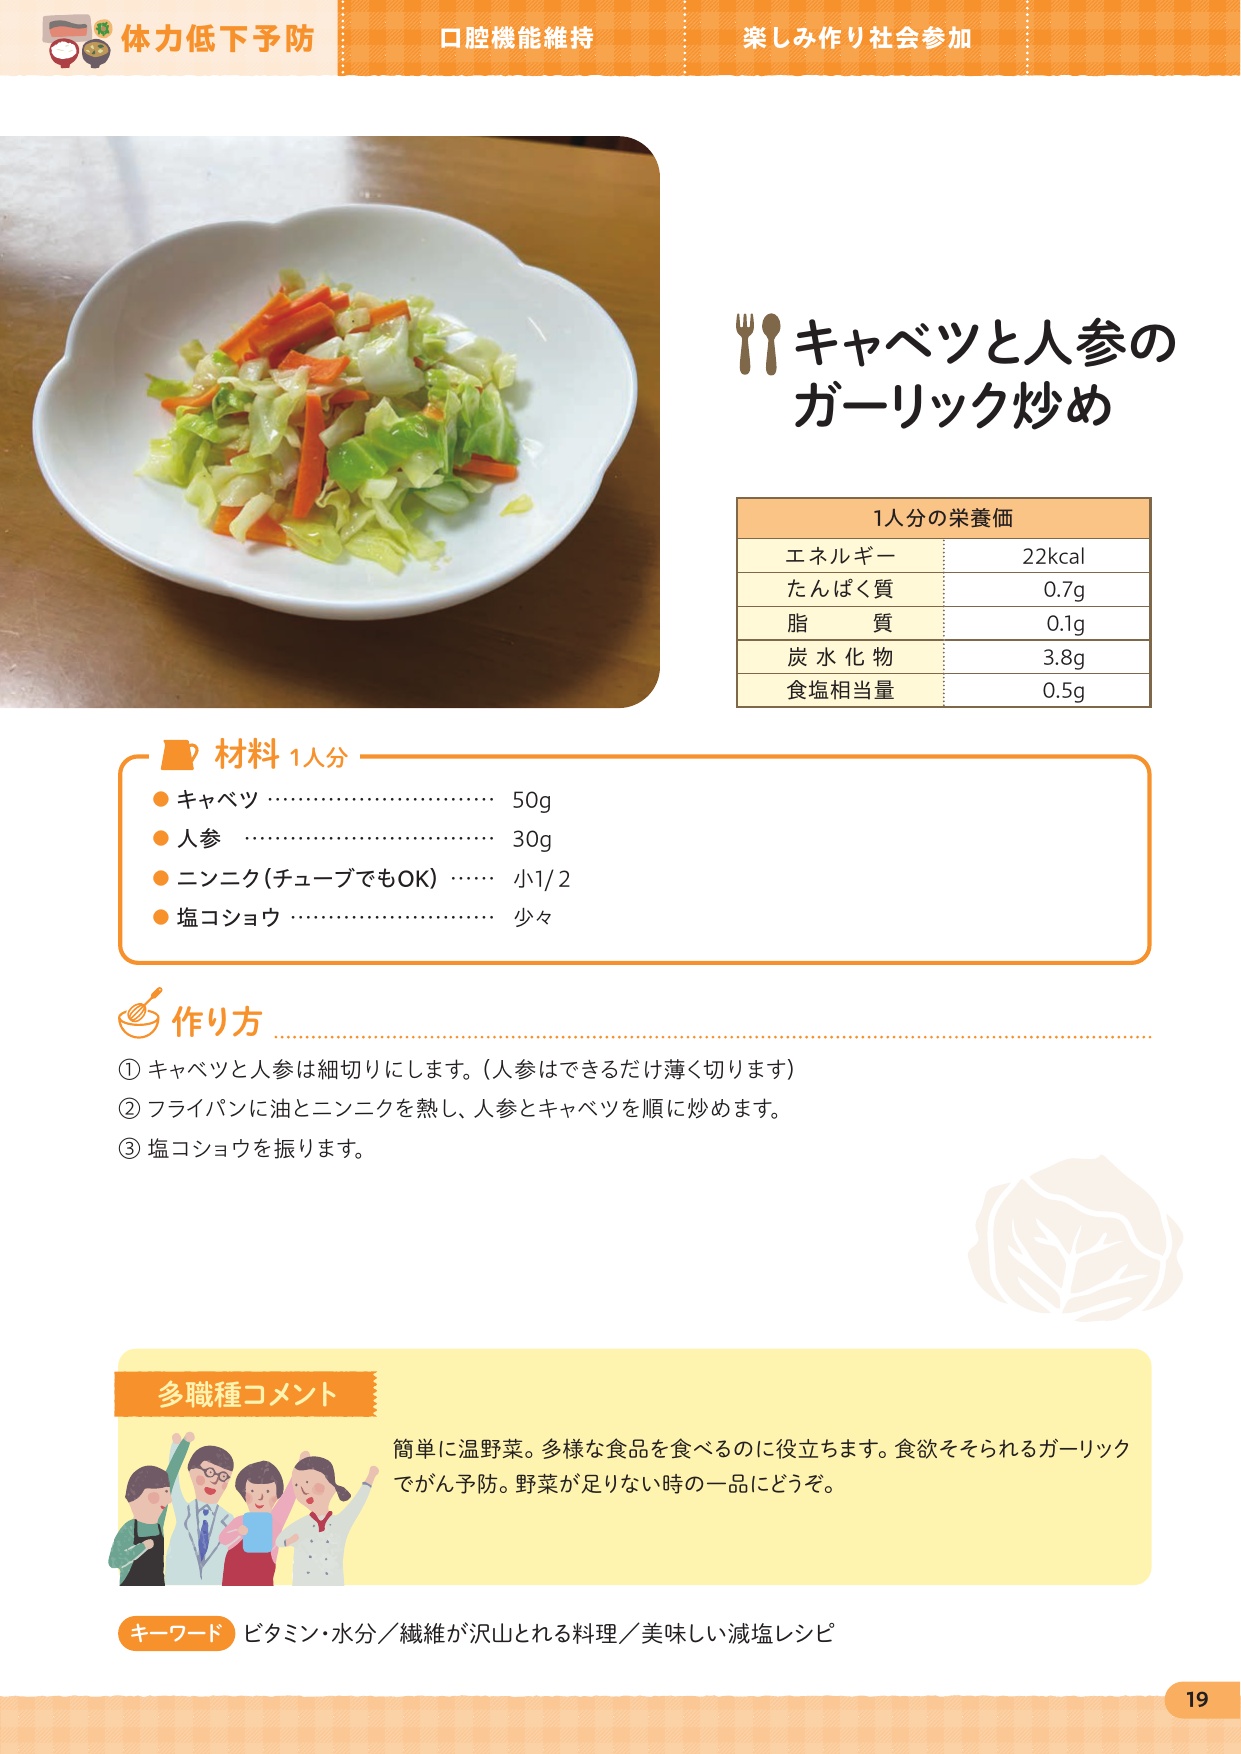 体力低下予防
口腔機能維持
楽しみ作り社会参加
キャベツと人参の
ガーリック炒め
1人分の栄養価
エネルギー 22kcal
たんぱく質 0.7g
脂 質 0.1g
炭水化物 3.8g
食塩相当量 0.5g
材料 1人分
● キャベツ ………………………… 50g
● 人参 …………………………… 30g
● ニンニク(チューブでもOK) …… 小1/2
● 塩コショウ ……………………… 少々
作り方
① キャベツと人参は細切りにします。(人参はできるだけ薄く切ります)
② フライパンに油とニンニクを熱し、人参とキャベツを順に炒めます。
③ 塩コショウを振ります。
多職種コメント
簡単に温野菜。多様な食品を食べるのに役立ちます。食欲そそられるガーリック
でがん予防。野菜が足りない時の一品にどうぞ。
キーワード ビタミン・水分／繊維が沢山とれる料理／美味しい減塩レシピ
19